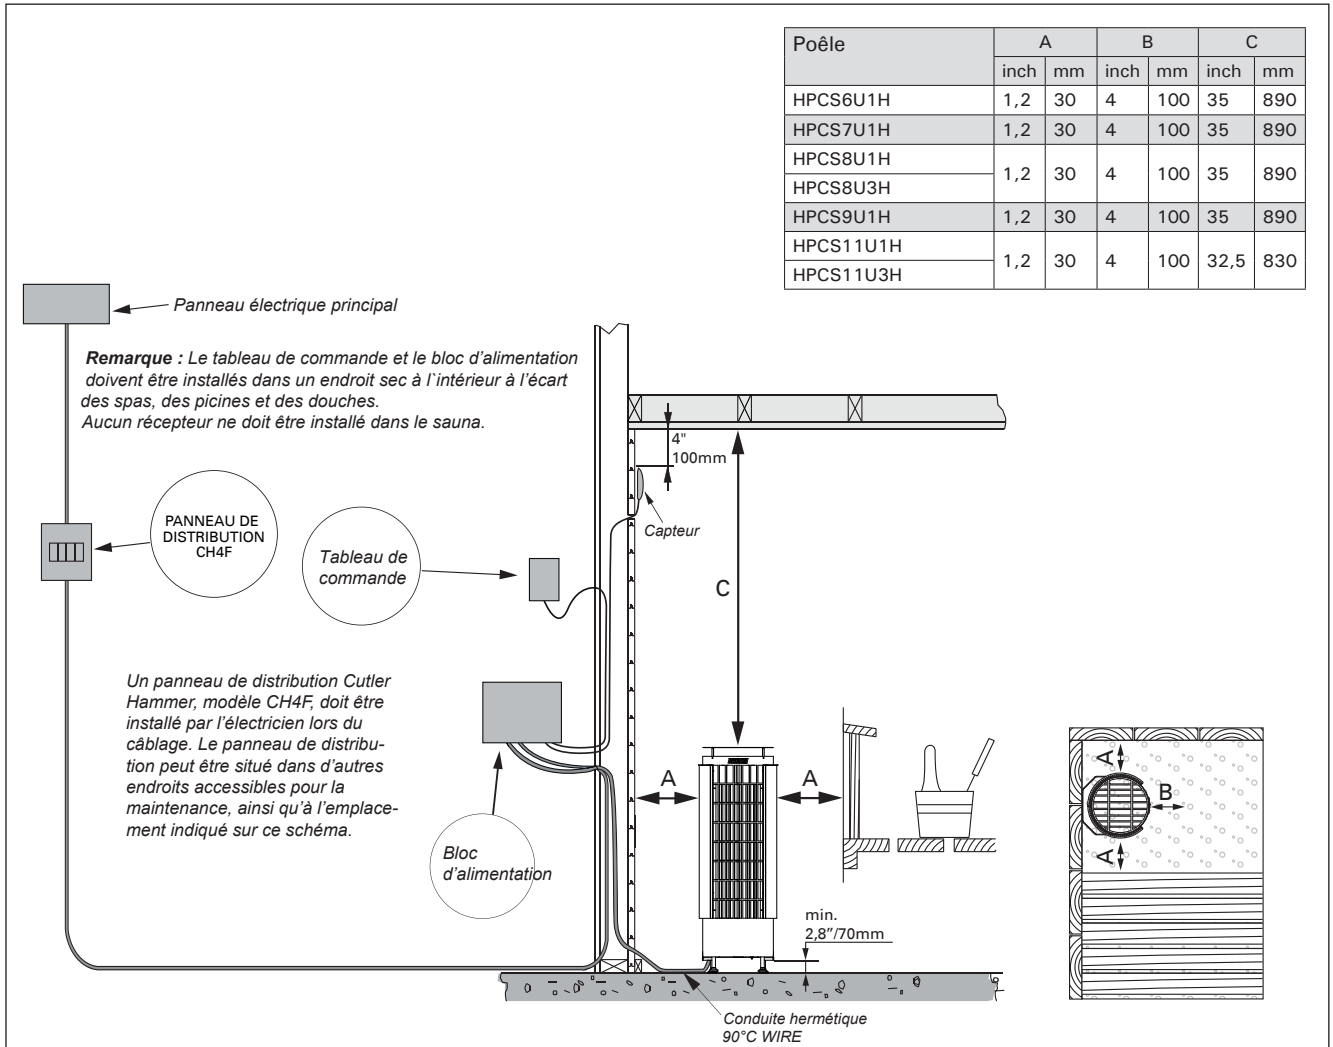 Poêle A B C
inch mm inch mm inch mm
HPCS6U1H 1,2 30 4 100 35 890
HPCS7U1H 1,2 30 4 100 35 890
HPCS8U1H 1,2 30 4 100 35 890
HPCS8U3H
HPCS9U1H 1,2 30 4 100 35 890
HPCS11U1H 1,2 30 4 100 32,5 830
HPCS11U3H
Panneau électrique principal
Remarque : Le tableau de commande et le bloc d'alimentation
doivent être installés dans un endroit sec à l`intérieur à l'écart
des spas, des picines et des douches.
Aucun récepteur ne doit être installé dans le sauna.
4"
100mm
Capteur
PANNEAU DE
DISTRIBUTION
CH4F
Tableau de
commande
C
Un panneau de distribution Cutler
Hammer, modèle CH4F, doit être
installé par l'électricien lors du
câblage. Le panneau de distribu-
tion peut être situé dans d'autres
endroits accessibles pour la
maintenance, ainsi qu'à l'emplace-
ment indiqué sur ce schéma.
Bloc
d'alimentation
A
A
min.
2,8”/70mm
A
B
A
Conduite hermétique
90°C WIRE